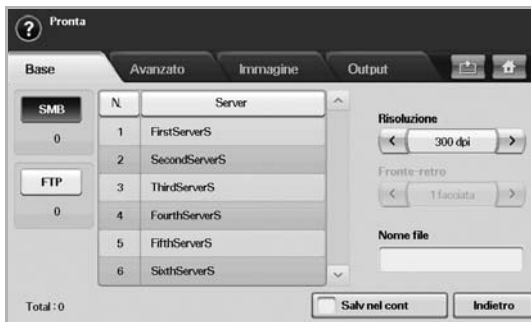 Pronta
Base Avanzato Immagine Output
SMB
0
FTP
0
N. Server
1 FirstServerS
2 SecondServerS
3 ThirdServerS
4 FourthServerS
5 FifthServerS
6 SixthServerS
Risoluzione
300 dpi
Fronte-retro
1 facciata
Nome file
Total : 0
Salv nel cont
Indietro